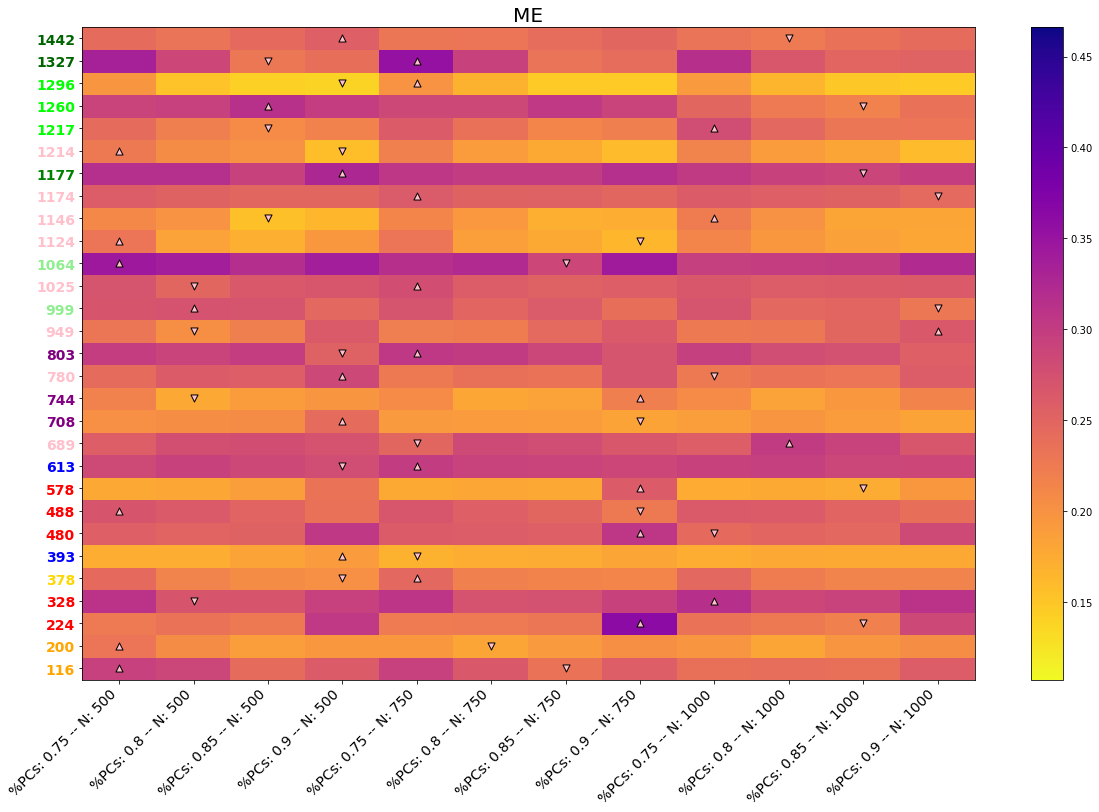 ME
1442
1327
1296
1260
1217
1214
1177
1174
1146
1124
1064
1025
999
949
803
780
744
708
689
613
578
488
480
393
378
328
224
200
116
%PCs: 0.75 -- N: 500
%PCs: 0.8 -- N: 500
%PCs: 0.85 -- N: 500
%PCs: 0.9 -- N: 500
%PCs: 0.75 -- N: 750
%PCs: 0.8 -- N: 750
%PCs: 0.85 -- N: 750
%PCs: 0.9 -- N: 750
%PCs: 0.75 -- N: 1000
%PCs: 0.8 -- N: 1000
%PCs: 0.85 -- N: 1000
%PCs: 0.9 -- N: 1000
0.45
0.40
0.35
0.30
0.25
0.20
0.15